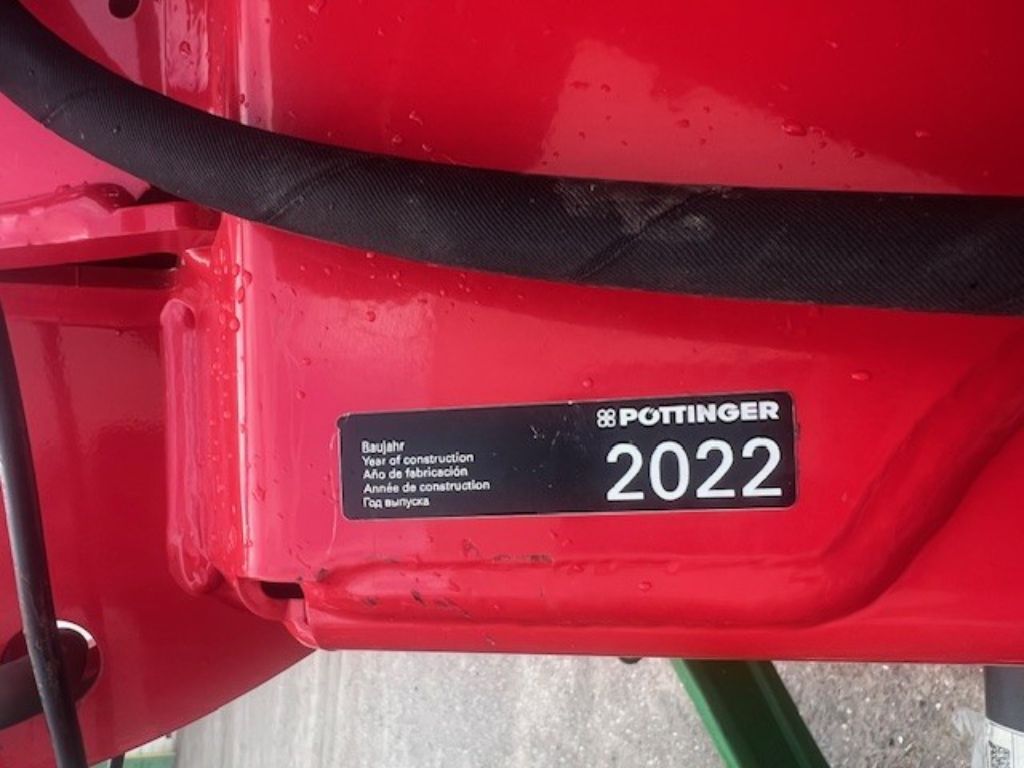 PÖTTINGER
Baujahr
Year of construction
Año de fabricación
Année de construction
Год выпуска
2022